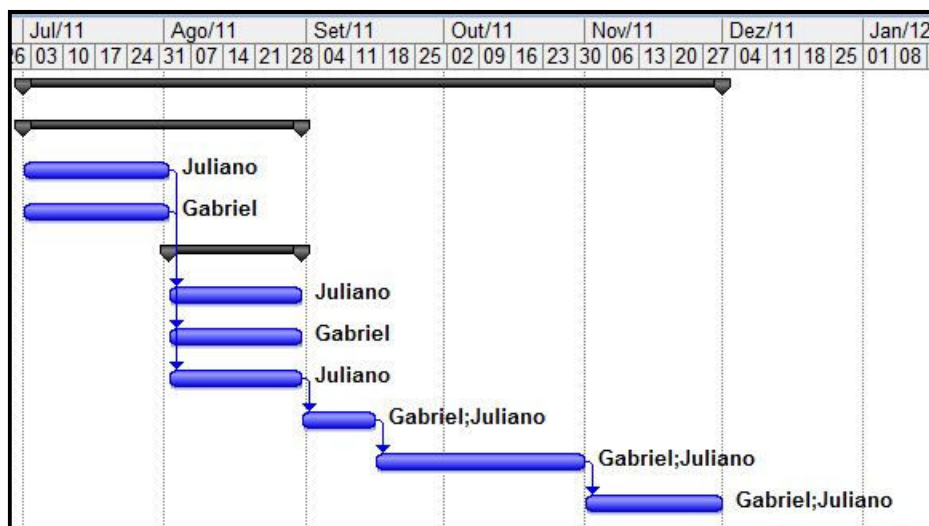 Jul/11 Ago/11 Set/11 Out/11 Nov/11 Dez/11 Jan/12
26 03 10 17 24 31 07 14 21 28 04 11 18 25 02 09 16 23 30 06 13 20 27 04 11 18 25 01 08
Juliano
Gabriel
Juliano
Gabriel
Juliano
Gabriel;Juliano
Gabriel;Juliano
Gabriel;Juliano